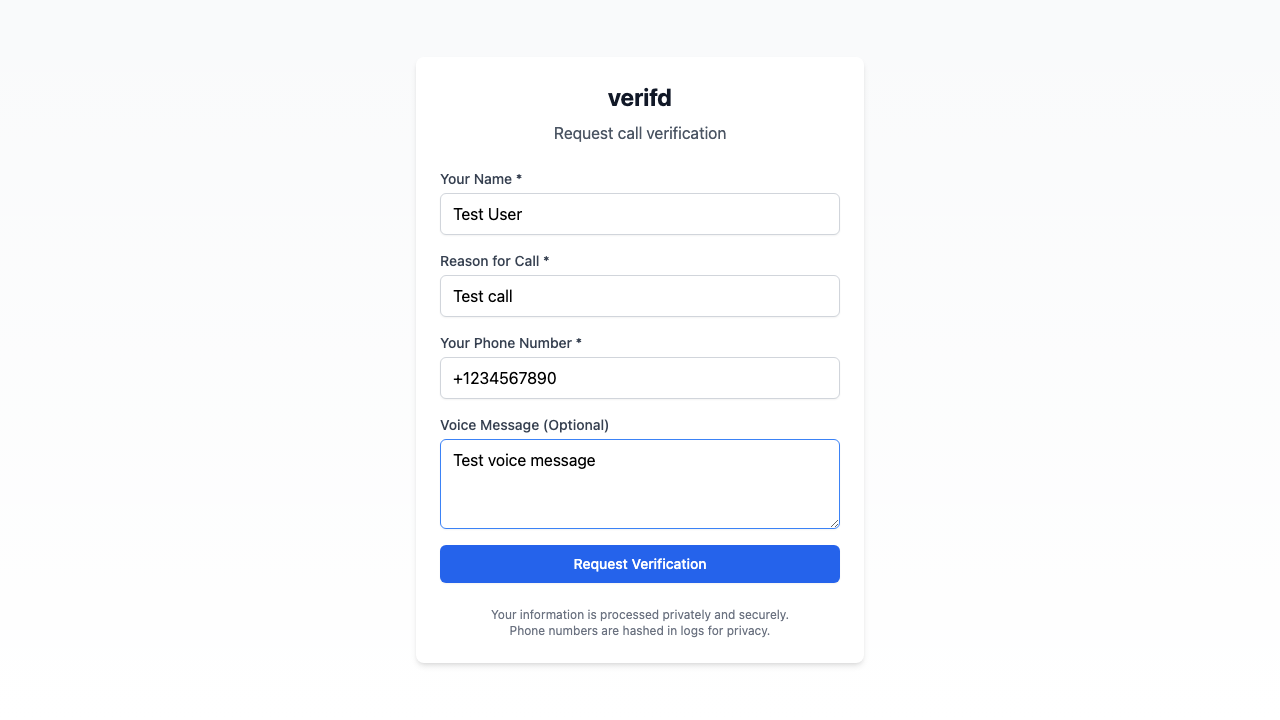 verifd
Request call verification
Your Name *
Test User
Reason for Call *
Test call
Your Phone Number *
+1234567890
Voice Message (Optional)
Test voice message
Request Verification
Your information is processed privately and securely.
Phone numbers are hashed in logs for privacy.